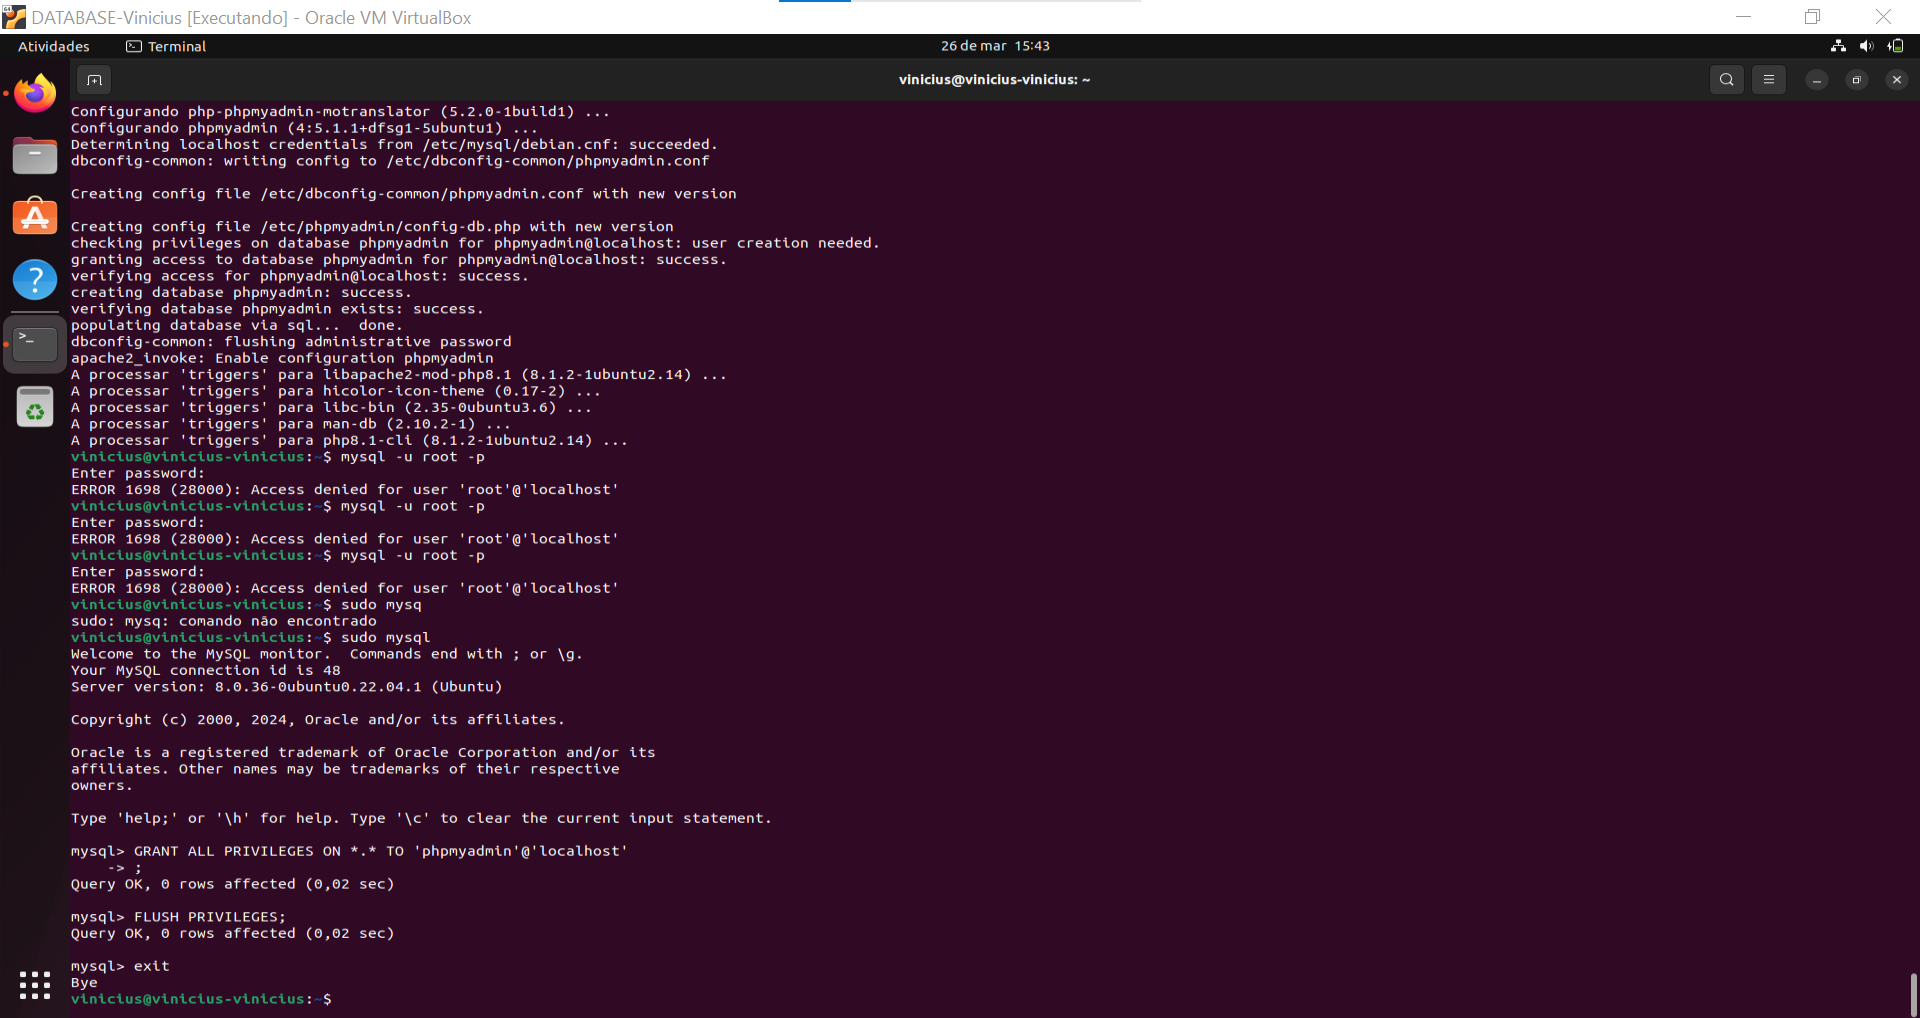 DATABASE-Vinicius [Executando] - Oracle VM VirtualBox
Atividades
Terminal
26 de mar 15:43
vinicius@vinicius-vinicius: ~
Configurando php-phpmyadmin-motranslator (5.2.0-1build1) ...
Configurando phpmyadmin (4:5.1.1+dfsg1-5ubuntu1) ...
Determining localhost credentials from /etc/mysql/debian.cnf: succeeded.
dbconfig-common: writing config to /etc/dbconfig-common/phpmyadmin.conf
Creating config file /etc/dbconfig-common/phpmyadmin.conf with new version
Creating config file /etc/phpmyadmin/config-db.php with new version
checking privileges on database phpmyadmin for phpmyadmin@localhost: user creation needed.
granting access to database phpmyadmin for phpmyadmin@localhost: success.
verifying access for phpmyadmin@localhost: success.
creating database phpmyadmin: success.
verifying database phpmyadmin exists: success.
populating database via sql...  done.
dbconfig-common: flushing administrative password
apache2_invoke: Enable configuration phpmyadmin
A processar 'triggers' para libapache2-mod-php8.1 (8.1.2-1ubuntu2.14) ...
A processar 'triggers' para hicolor-icon-theme (0.17-2) ...
A processar 'triggers' para libc-bin (2.35-0ubuntu3.6) ...
A processar 'triggers' para man-db (2.10.2-1) ...
A processar 'triggers' para php8.1-cli (8.1.2-1ubuntu2.14) ...
vinicius@vinicius-vinicius:~$ mysql -u root -p
Enter password:
ERROR 1698 (28000): Access denied for user 'root'@'localhost'
vinicius@vinicius-vinicius:~$ mysql -u root -p
Enter password:
ERROR 1698 (28000): Access denied for user 'root'@'localhost'
vinicius@vinicius-vinicius:~$ mysql -u root -p
Enter password:
ERROR 1698 (28000): Access denied for user 'root'@'localhost'
vinicius@vinicius-vinicius:~$ sudo mysq
sudo: mysq: comando não encontrado
vinicius@vinicius-vinicius:~$ sudo mysql
Welcome to the MySQL monitor.  Commands end with ; or \g.
Your MySQL connection id is 48
Server version: 8.0.36-0ubuntu0.22.04.1 (Ubuntu)
Copyright (c) 2000, 2024, Oracle and/or its affiliates.
Oracle is a registered trademark of Oracle Corporation and/or its
affiliates. Other names may be trademarks of their respective
owners.
Type 'help;' or '\h' for help. Type '\c' to clear the current input statement.
mysql> GRANT ALL PRIVILEGES ON *.* TO 'phpmyadmin'@'localhost'
    -> ;
Query OK, 0 rows affected (0,02 sec)
mysql> FLUSH PRIVILEGES;
Query OK, 0 rows affected (0,02 sec)
mysql> exit
Bye
vinicius@vinicius-vinicius:~$